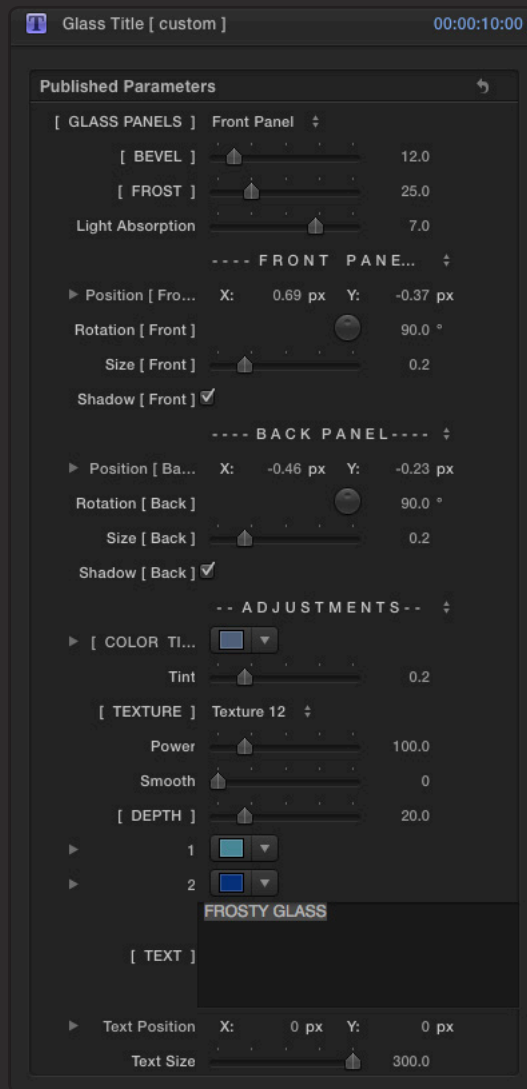 T Glass Title [ custom ] 00:00:10:00
Published Parameters
[ GLASS PANELS ] Front Panel
[ BEVEL ] 12.0
[ FROST ] 25.0
Light Absorption 7.0
---- FRONT PANE...
Position [ Fro... X: 0.69 px Y: -0.37 px
Rotation [ Front ] 90.0 °
Size [ Front ] 0.2
Shadow [ Front ]
---- BACK PANEL----
Position [ Ba... X: -0.46 px Y: -0.23 px
Rotation [ Back ] 90.0 °
Size [ Back ] 0.2
Shadow [ Back ]
-- ADJUSTMENTS--
[ COLOR TI...
Tint 0.2
[ TEXTURE ] Texture 12
Power 100.0
Smooth 0
[ DEPTH ] 20.0
1
2
FROSTY GLASS
[ TEXT ]
Text Position X: 0 px Y: 0 px
Text Size 300.0